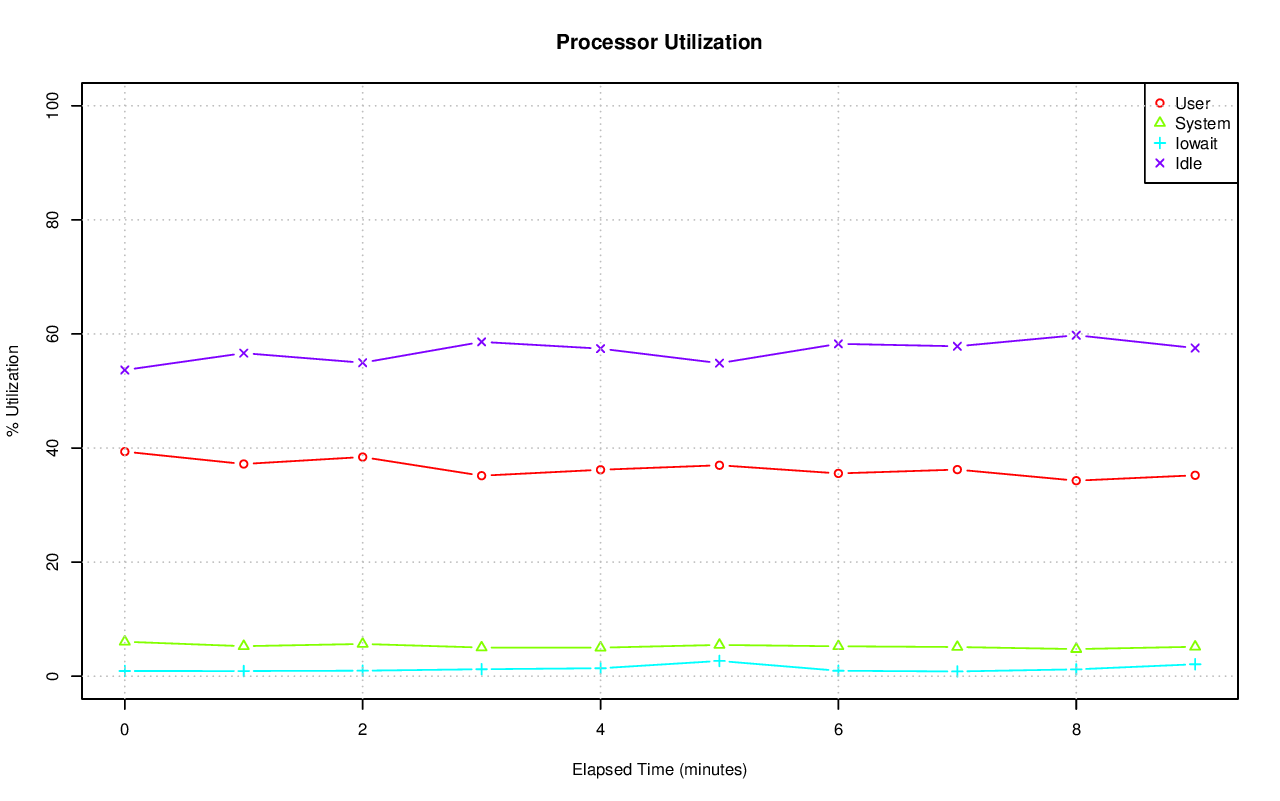 Processor Utilization
User
System
Iowait
Idle
100
80
60
40
20
0
% Utilization
0 2 4 6 8
Elapsed Time (minutes)